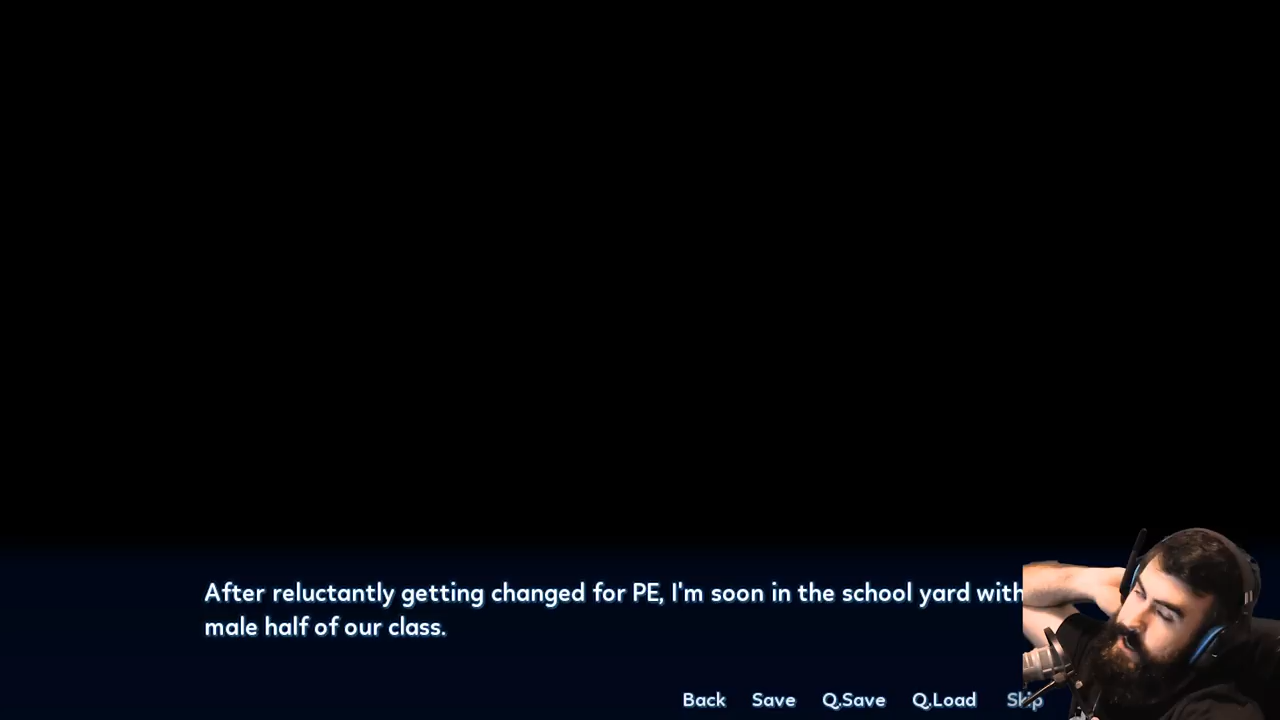 After reluctantly getting changed for PE, I'm soon in the school yard with
male half of our class.
Back Save Q.Save Q.Load Skip